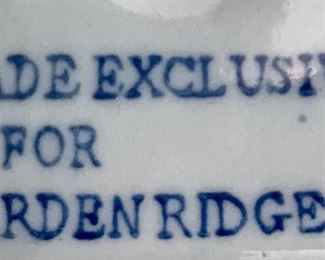 ADE EXCLUSIV
FOR
RDEN RIDGE